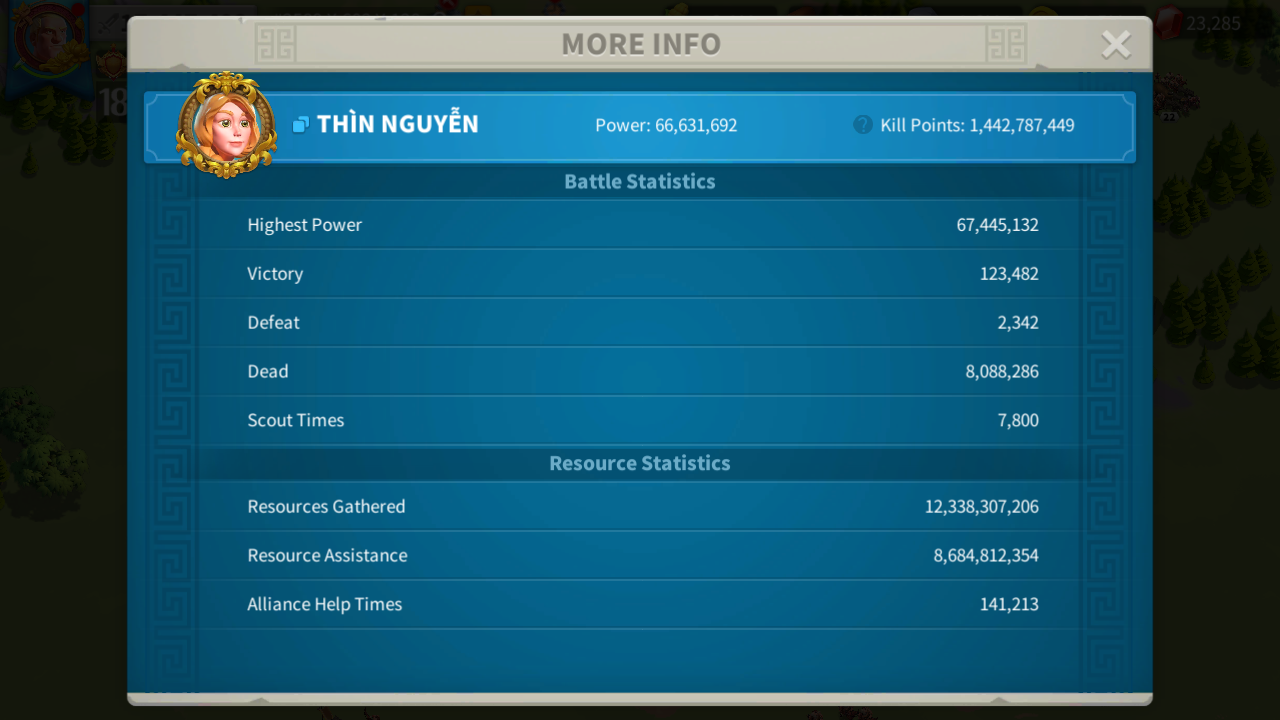 MORE INFO
23,285
18
THÌN NGUYỄN
Power: 66,631,692
Kill Points: 1,442,787,449
Battle Statistics
Highest Power 67,445,132
Victory 123,482
Defeat 2,342
Dead 8,088,286
Scout Times 7,800
Resource Statistics
Resources Gathered 12,338,307,206
Resource Assistance 8,684,812,354
Alliance Help Times 141,213
22